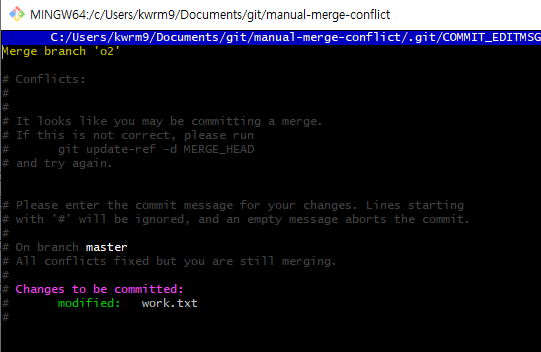 MINGW64:/c/Users/kwrm9/Documents/git/manual-merge-conflict
C:/Users/kwrm9/Documents/git/manual-merge-conflict/.git/COMMIT_EDITMSG
Merge branch 'o2'
# Conflicts:
#
#
# It looks like you may be committing a merge.
# If this is not correct, please run
#       git update-ref -d MERGE_HEAD
# and try again.
# Please enter the commit message for your changes. Lines starting
# with '#' will be ignored, and an empty message aborts the commit.
#
# On branch master
# All conflicts fixed but you are still merging.
#
# Changes to be committed:
#       modified:   work.txt
#